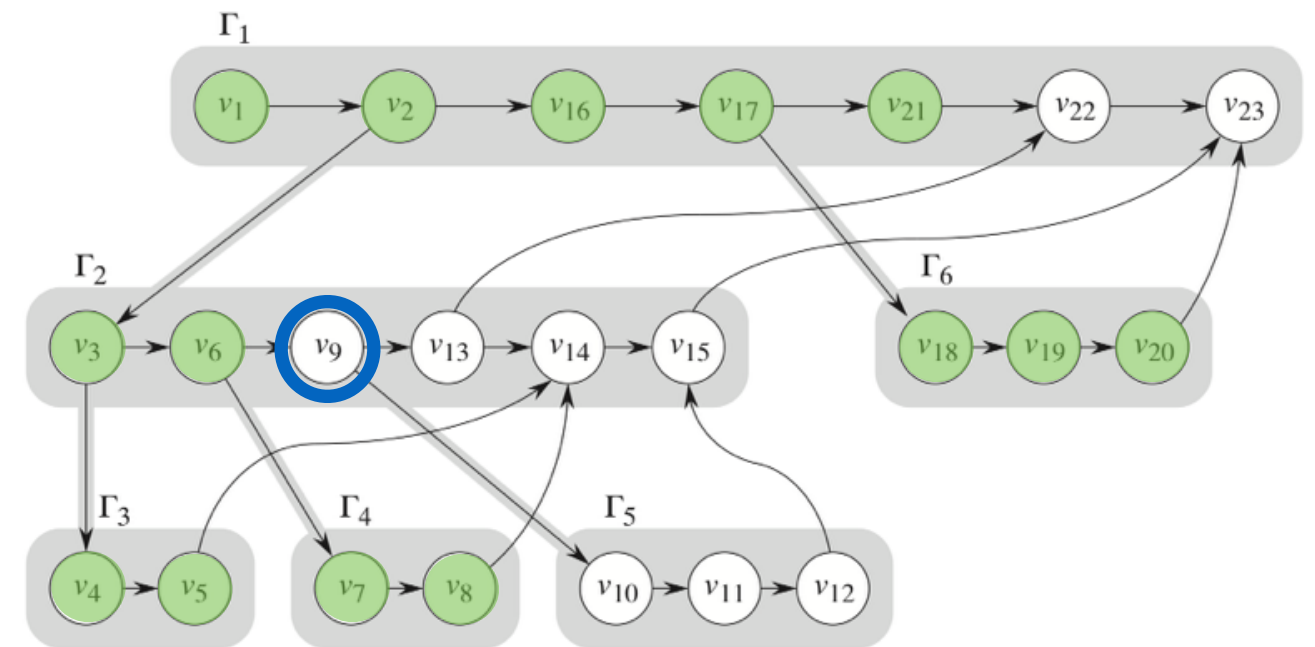 Γ₁
v₁ v₂ v₁₆ v₁₇ v₂₁ v₂₂ v₂₃
Γ₂ Γ₆
v₃ v₆ v₉ v₁₃ v₁₄ v₁₅ v₁₈ v₁₉ v₂₀
Γ₃ Γ₄ Γ₅
v₄ v₅ v₇ v₈ v₁₀ v₁₁ v₁₂